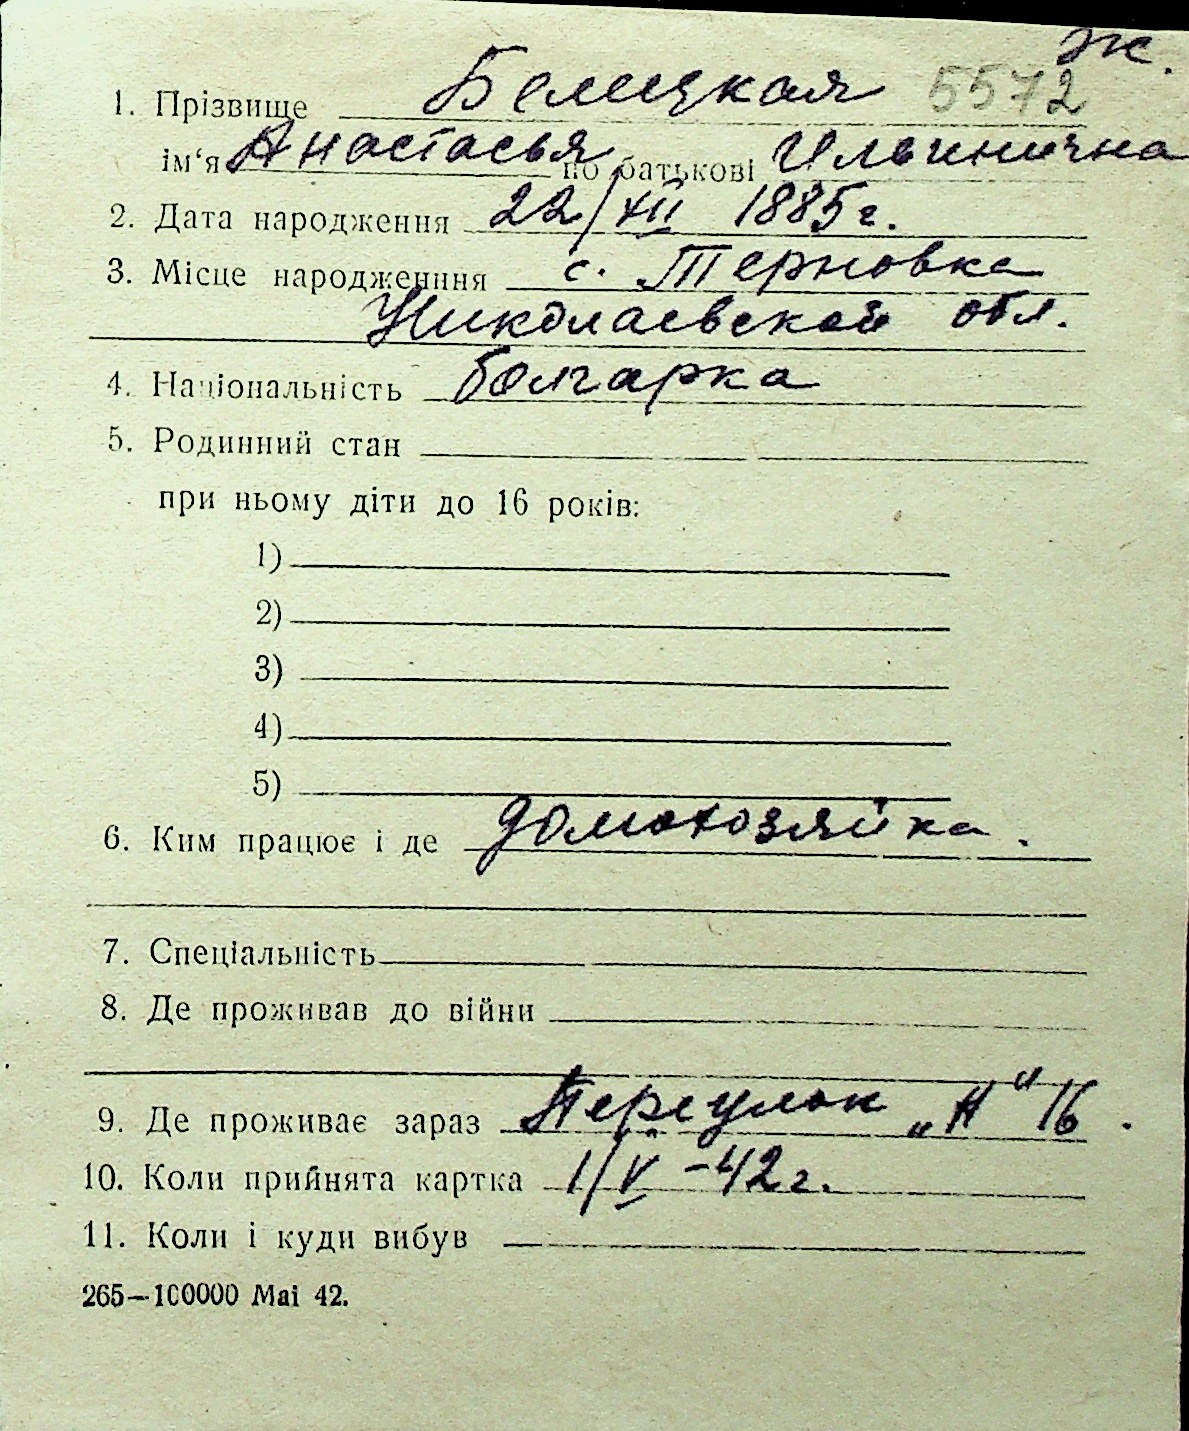 ж.
1. Прізвище Белецкая 5572
ім‘я Анастасья по батькові Ильинична
2. Дата народження 22/XII 1885г.
3. Місце народженння с. Терновка
Николаевской обл.
4. Національність болгарка
5. Родинний стан
при ньому діти до 16 років:
1)
2)
3)
4)
5)
6. Ким працює і де домохозяйка.
7. Спеціальність
8. Де проживав до війни
9. Де проживає зараз Переулок „Н“ 16.
10. Коли прийнята картка 1/V -42г.
11. Коли і куди вибув
265—100000 Mai 42.